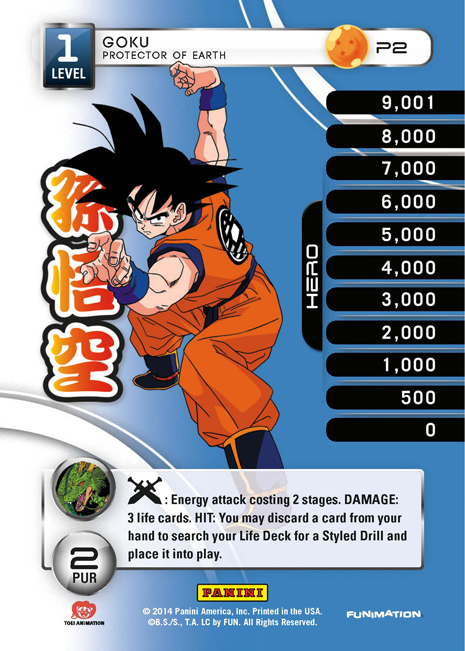 1
LEVEL
GOKU
PROTECTOR OF EARTH
P2
9,001
8,000
7,000
6,000
5,000
4,000
3,000
2,000
1,000
500
0
HERO
孫
悟
空
: Energy attack costing 2 stages. DAMAGE:
3 life cards. HIT: You may discard a card from your
hand to search your Life Deck for a Styled Drill and
place it into play.
2
PUR
PANINI
TOEI ANIMATION
© 2014 Panini America, Inc. Printed in the USA.
©B.S./S., T.A. LC by FUN. All Rights Reserved.
FUNIMATION